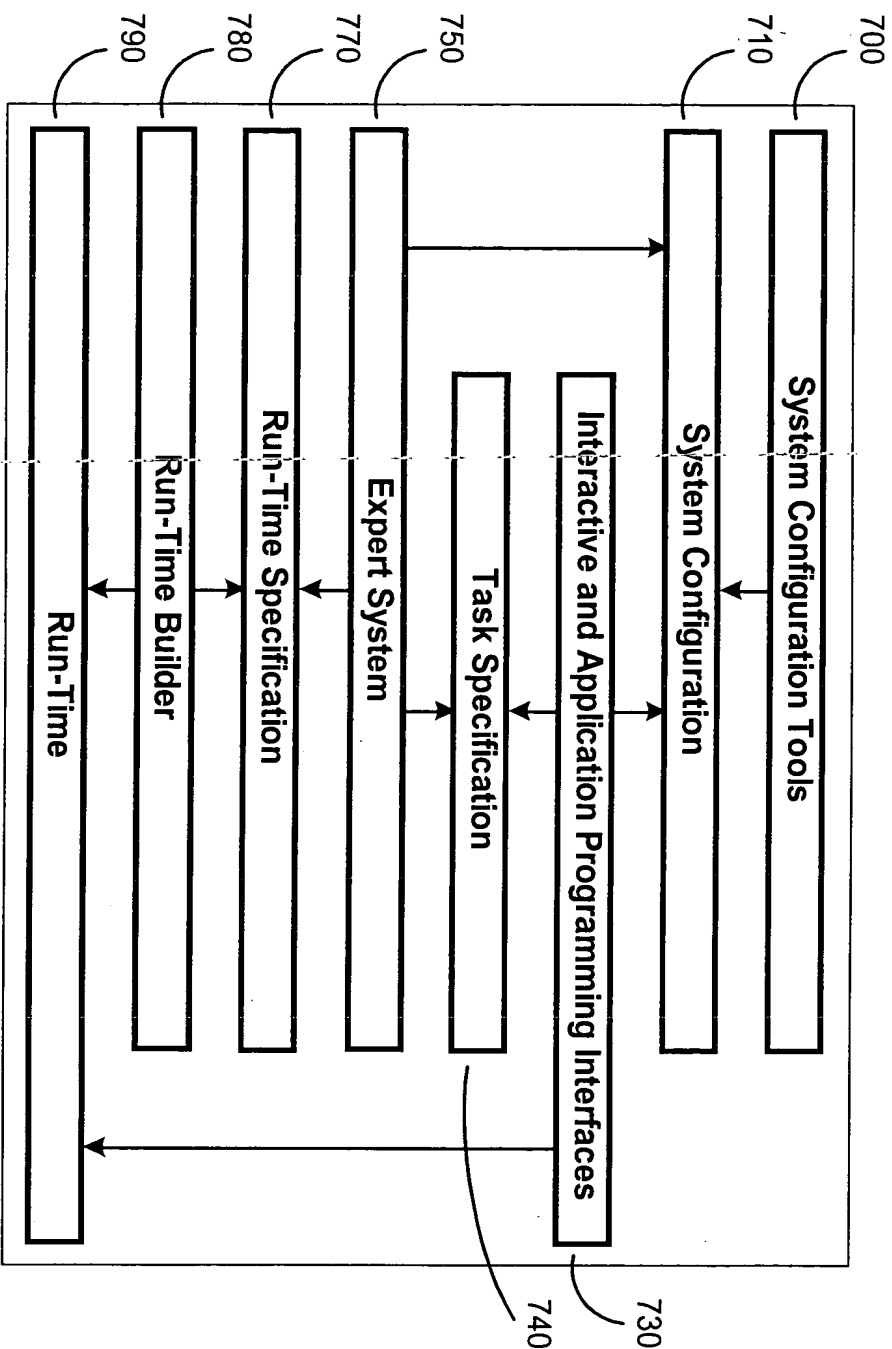 700
System Configuration Tools
710
System Configuration
Interactive and Application Programming Interfaces
730
Task Specification
740
750
Expert System
770
Run-Time Specification
780
Run-Time Builder
790
Run-Time